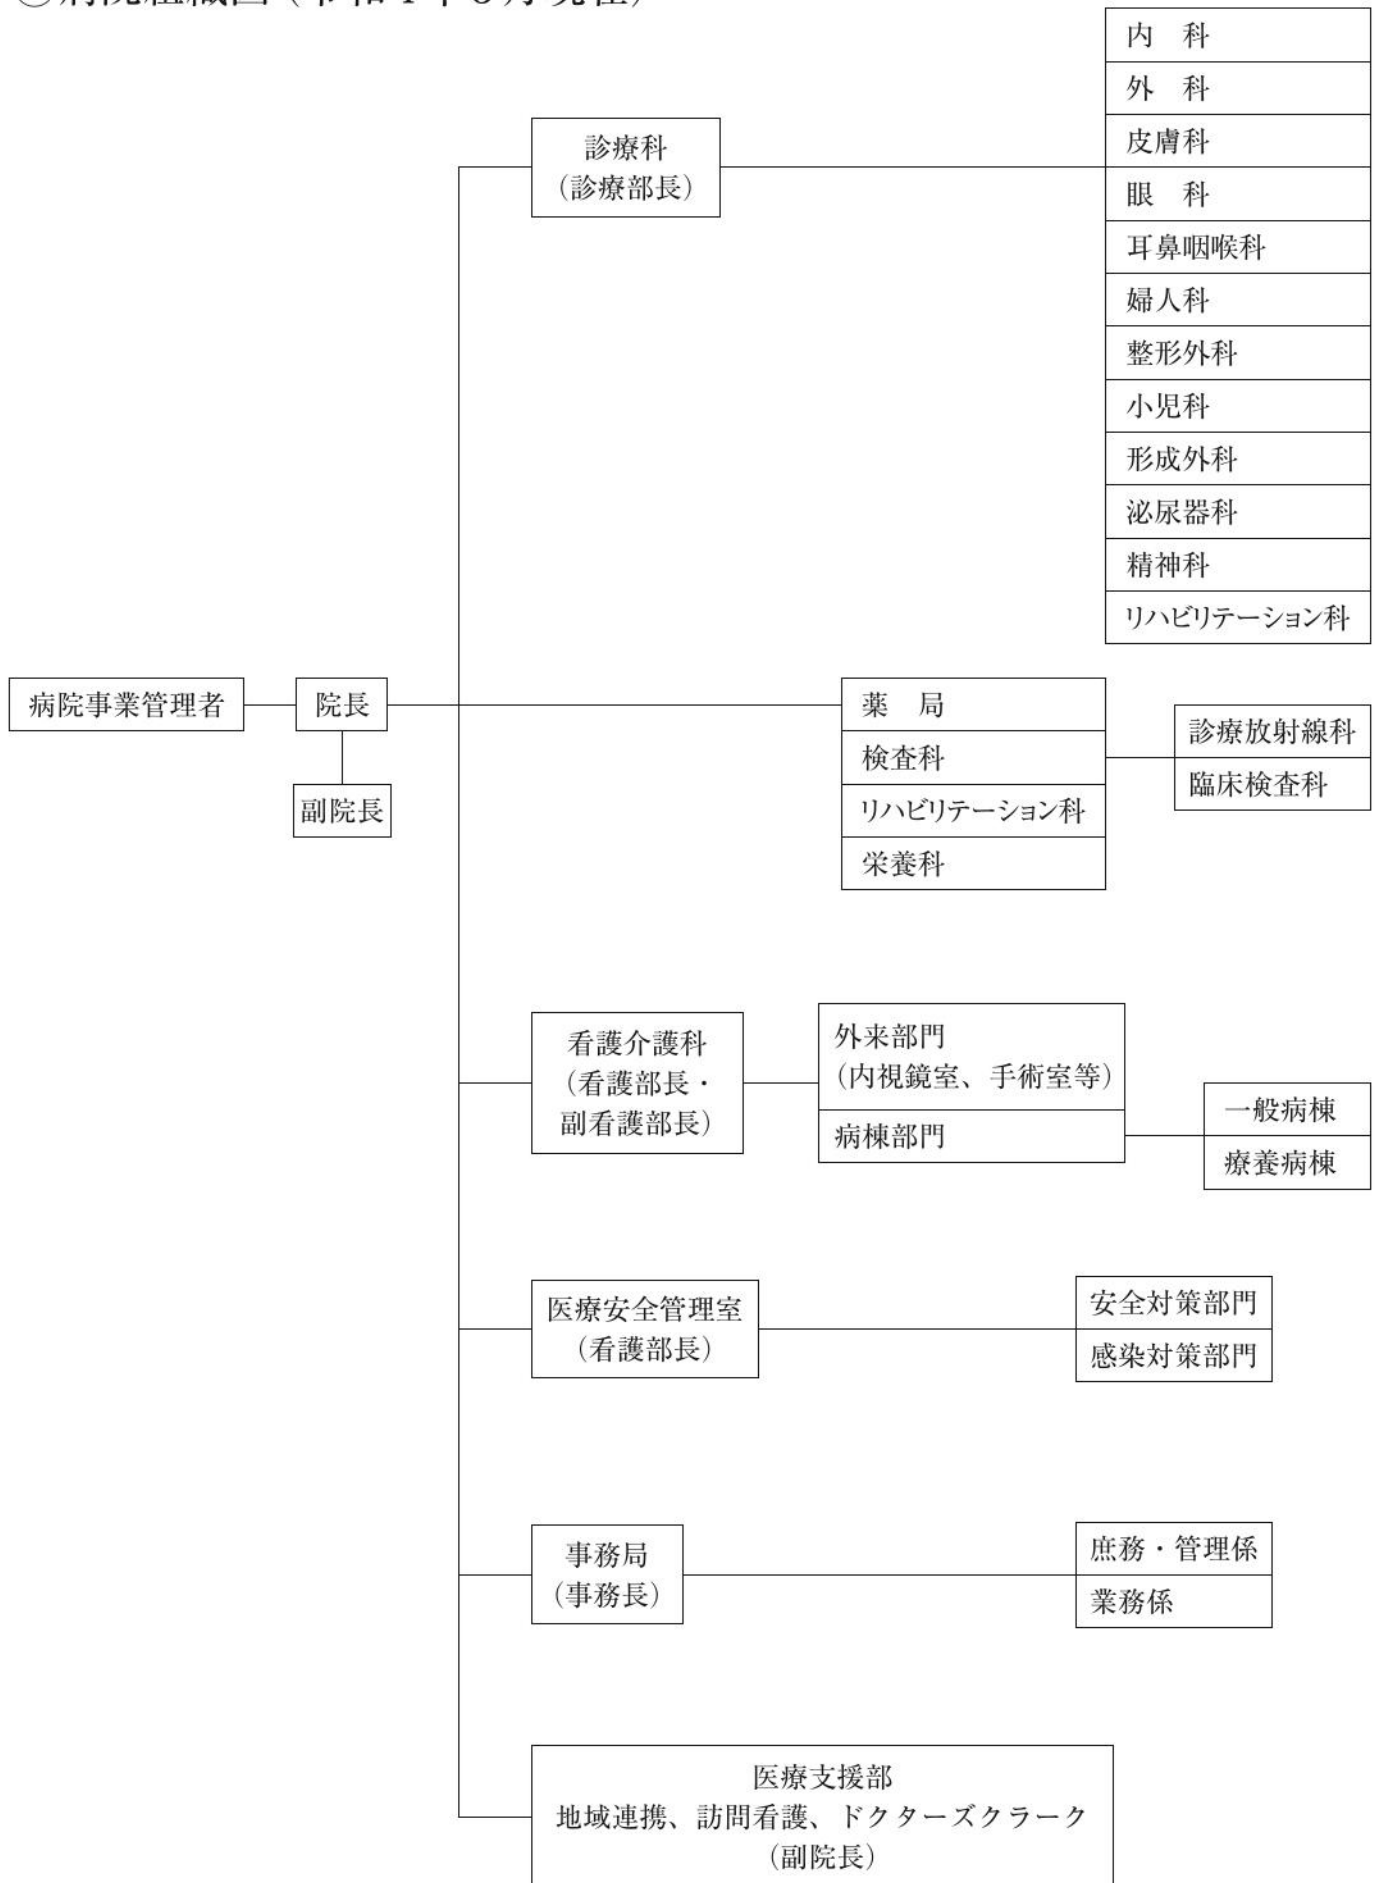 内　科
外　科
皮膚科
眼　科
耳鼻咽喉科
婦人科
整形外科
小児科
形成外科
泌尿器科
精神科
リハビリテーション科
診療科
（診療部長）
病院事業管理者
院長
副院長
薬　局
検査科
リハビリテーション科
栄養科
診療放射線科
臨床検査科
看護介護科
（看護部長・
副看護部長）
外来部門
（内視鏡室、手術室等）
病棟部門
一般病棟
療養病棟
医療安全管理室
（看護部長）
安全対策部門
感染対策部門
事務局
（事務長）
庶務・管理係
業務係
医療支援部
地域連携、訪問看護、ドクターズクラーク
（副院長）